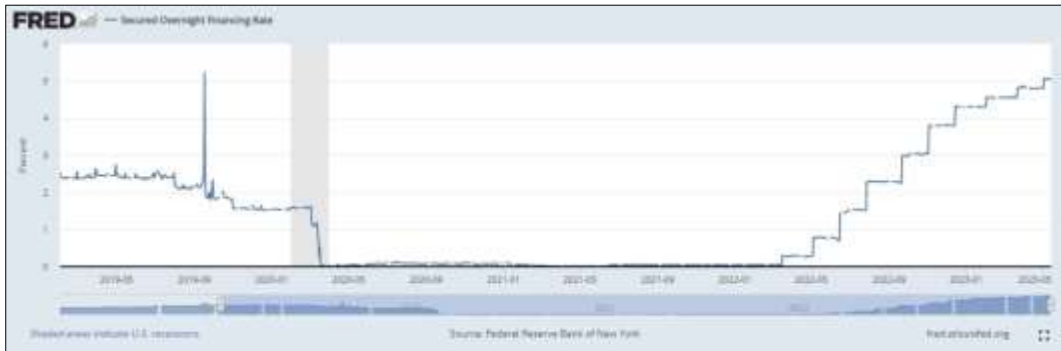 FRED — Secured Overnight Financing Rate
6
5
4
3
2
1
0
Percent
2019-05 2019-09 2020-01 2020-05 2020-09 2021-01 2021-05 2021-09 2022-01 2022-05 2022-09 2023-01 2023-05
Shaded areas indicate U.S. recessions.
Source: Federal Reserve Bank of New York
fred.stlouisfed.org